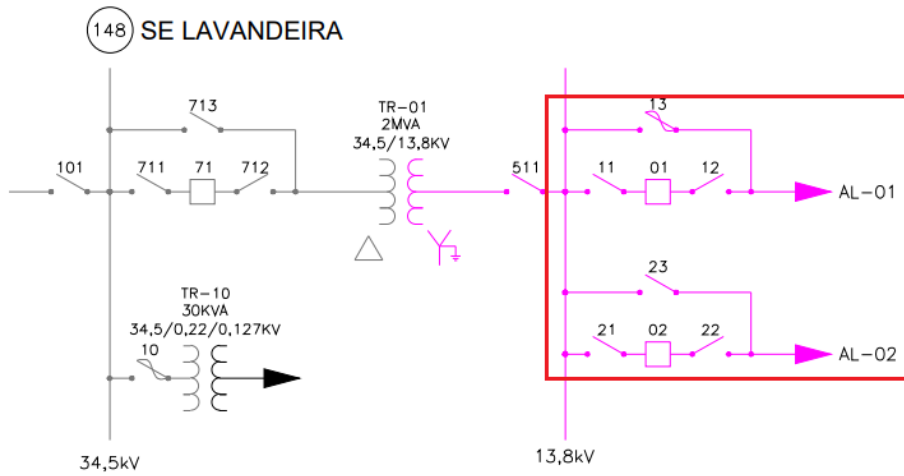 148 SE LAVANDEIRA
713
TR-01
2MVA
34,5/13,8KV
13
101
711
71
712
511
11
01
12
AL-01
TR-10
30KVA
34,5/0,22/0,127KV
10
23
21
02
22
AL-02
34,5kV
13,8kV